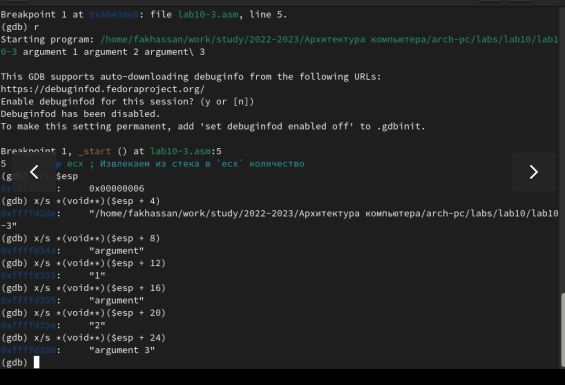 Breakpoint 1 at 0x80490e8: file lab10-3.asm, line 5.
(gdb) r
Starting program: /home/fakhassan/work/study/2022-2023/Архитектура компьютера/arch-pc/labs/lab10/lab1
0-3 argument 1 argument 2 argument\ 3
This GDB supports auto-downloading debuginfo from the following URLs:
https://debuginfod.fedoraproject.org/
Enable debuginfod for this session? (y or [n])
Debuginfod has been disabled.
To make this setting permanent, add 'set debuginfod enabled off' to .gdbinit.
Breakpoint 1, _start () at lab10-3.asm:5
5 p ecx ; Извлекаем из стека в `ecx` количество
(g $esp
0x : 0x00000006
(gdb) x/s *(void**)($esp + 4)
0xffffd2de: "/home/fakhassan/work/study/2022-2023/Архитектура компьютера/arch-pc/labs/lab10/lab10
-3"
(gdb) x/s *(void**)($esp + 8)
0xffffd34a: "argument"
(gdb) x/s *(void**)($esp + 12)
0xffffd353: "1"
(gdb) x/s *(void**)($esp + 16)
0xffffd355: "argument"
(gdb) x/s *(void**)($esp + 20)
0xffffd35e: "2"
(gdb) x/s *(void**)($esp + 24)
0xffffd360: "argument 3"
(gdb)